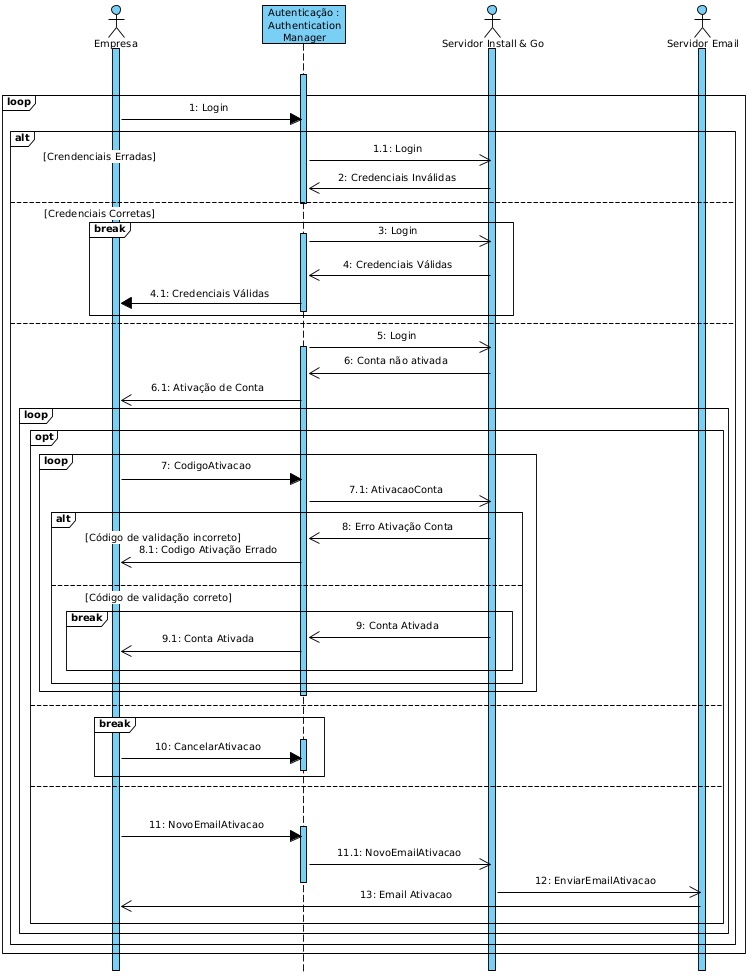 Autenticação :
Authentication
Manager
Empresa
Servidor Install & Go
Servidor Email
loop
1: Login
alt
[Crendenciais Erradas]
1.1: Login
2: Credenciais Inválidas
[Credenciais Corretas]
break
3: Login
4: Credenciais Válidas
4.1: Credenciais Válidas
5: Login
6: Conta não ativada
6.1: Ativação de Conta
loop
opt
loop
7: CodigoAtivacao
7.1: AtivacaoConta
alt
8: Erro Ativação Conta
[Código de validação incorreto]
8.1: Codigo Ativação Errado
[Código de validação correto]
break
9: Conta Ativada
9.1: Conta Ativada
break
10: CancelarAtivacao
11: NovoEmailAtivacao
11.1: NovoEmailAtivacao
12: EnviarEmailAtivacao
13: Email Ativacao